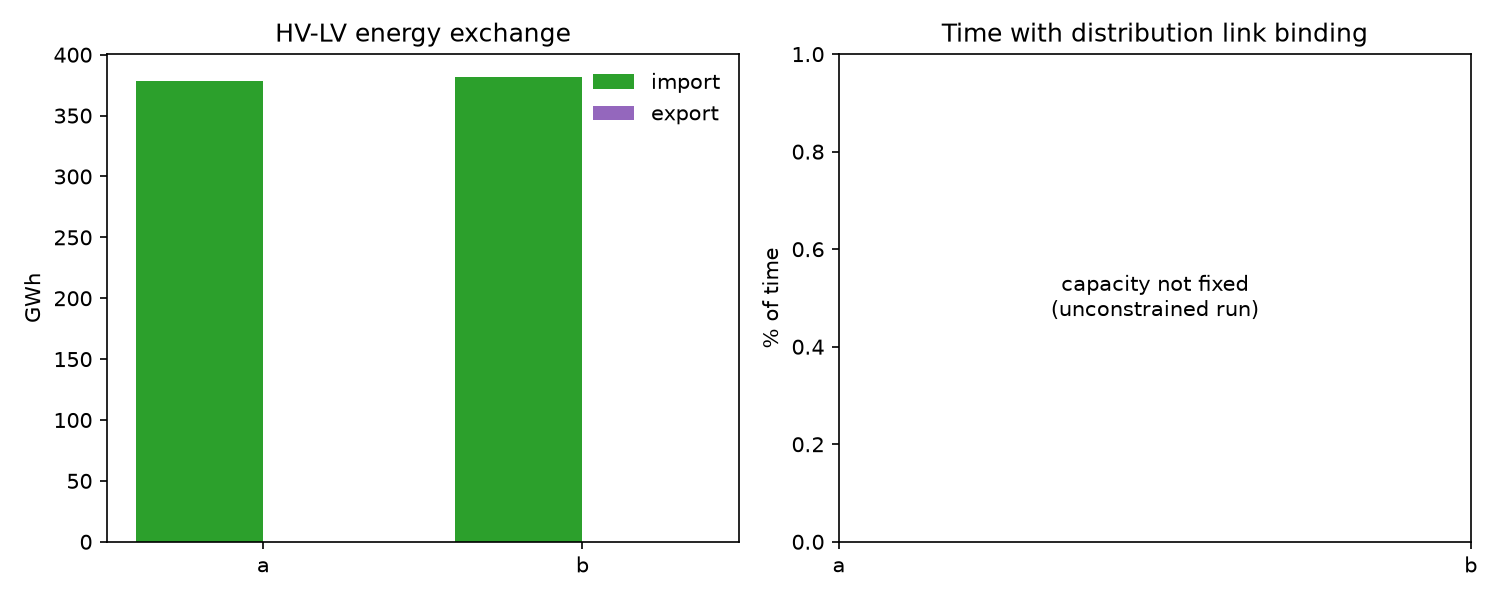 HV-LV energy exchange
400
350
300
250
200
150
100
50
0
GWh
a
b
import
export
Time with distribution link binding
1.0
0.8
0.6
0.4
0.2
0.0
% of time
capacity not fixed
(unconstrained run)
a
b